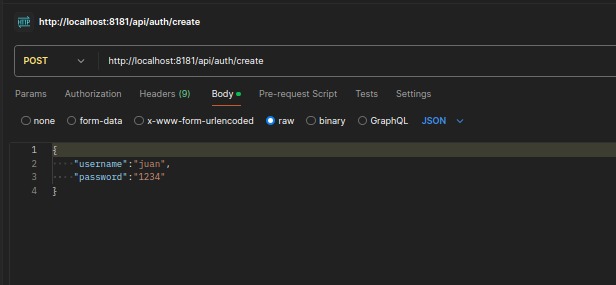 HTTP http://localhost:8181/api/auth/create
POST http://localhost:8181/api/auth/create
Params Authorization Headers (9) Body Pre-request Script Tests Settings
none form-data x-www-form-urlencoded raw binary GraphQL JSON
1 {
2 ····"username":"juan",
3 ····"password":"1234"
4 }